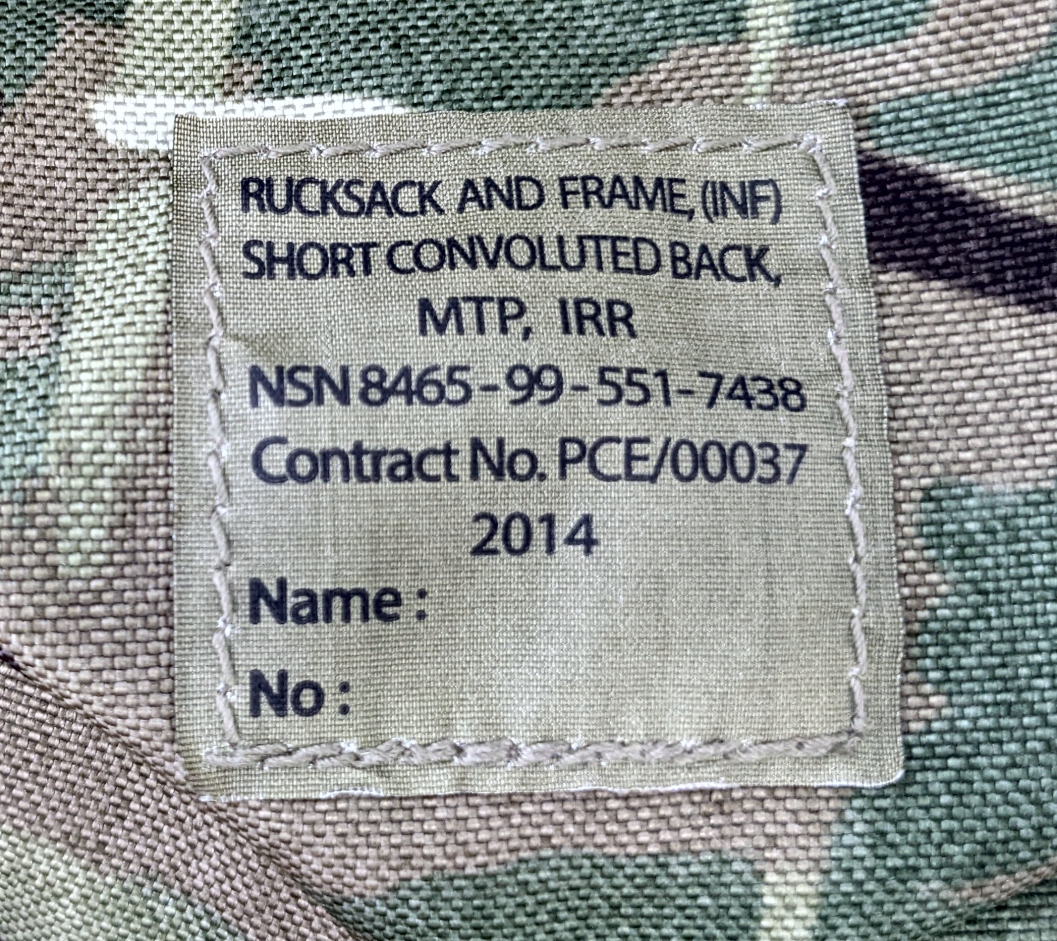 RUCKSACK AND FRAME, (INF)
SHORT CONVOLUTED BACK,
MTP, IRR
NSN 8465-99-551-7438
Contract No. PCE/00037
2014
Name :
No :